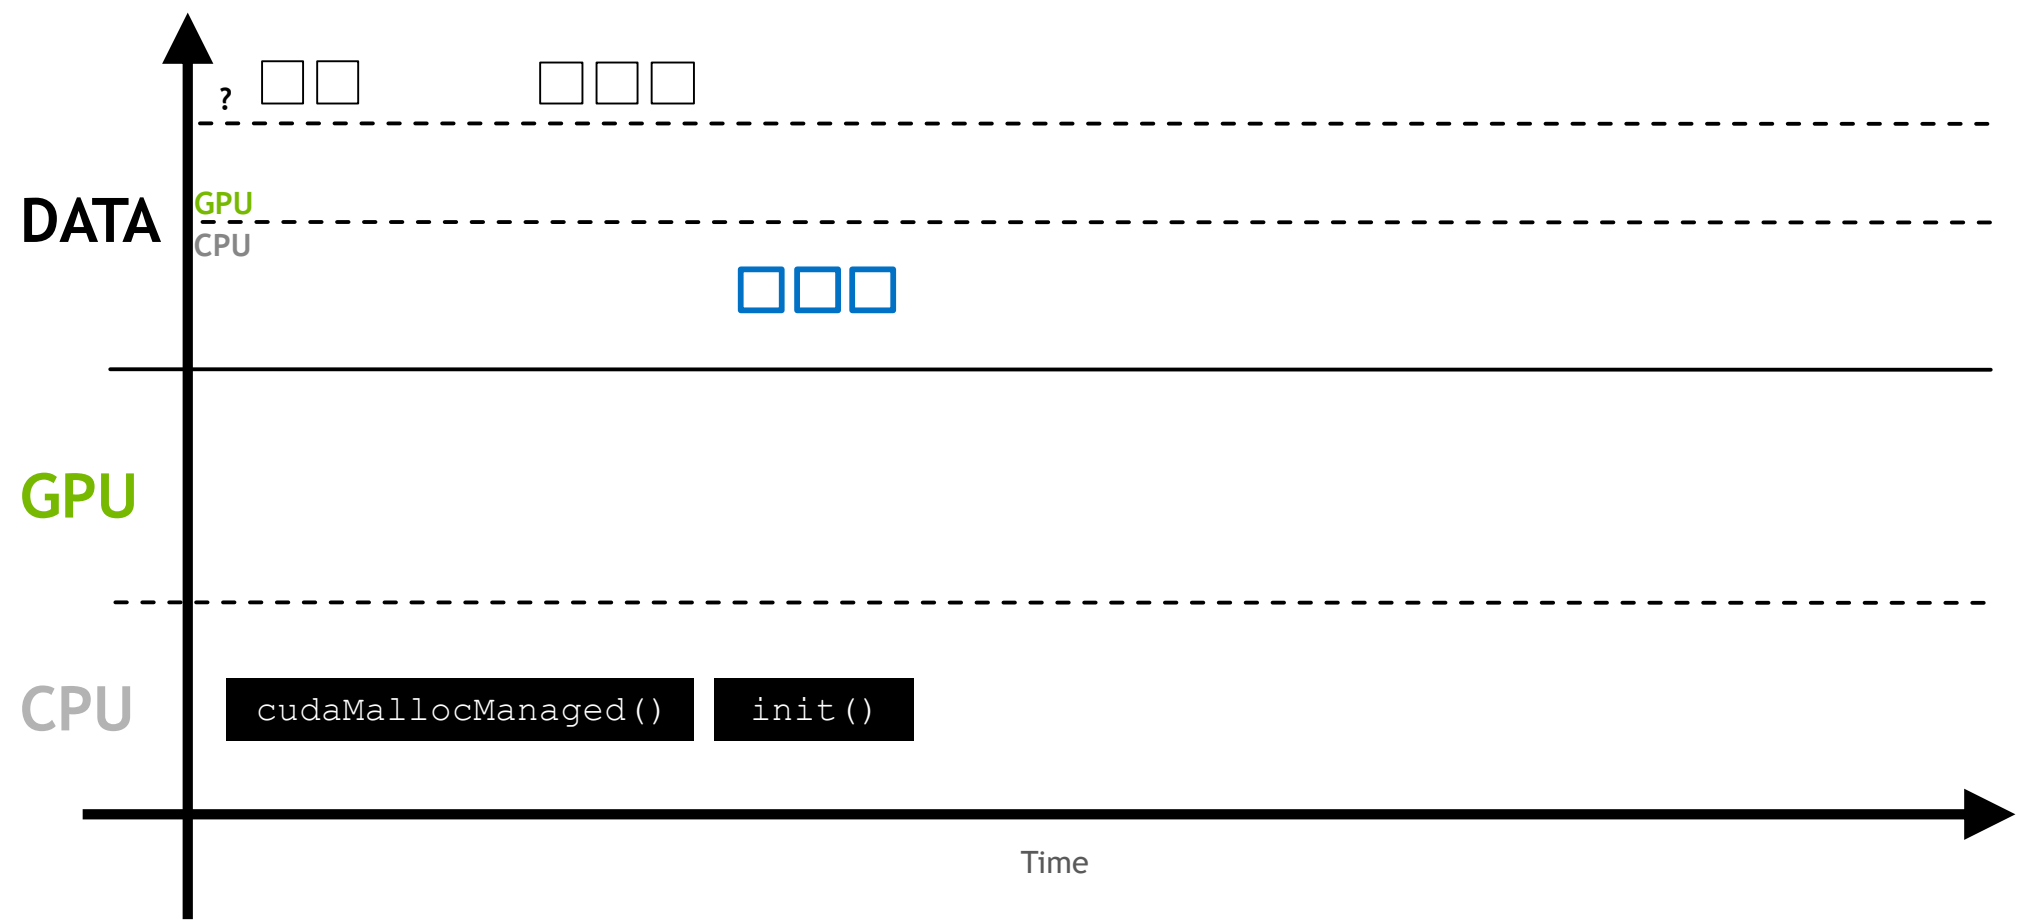 ?
GPU
DATA
CPU
GPU
CPU
cudaMallocManaged()
init()
Time